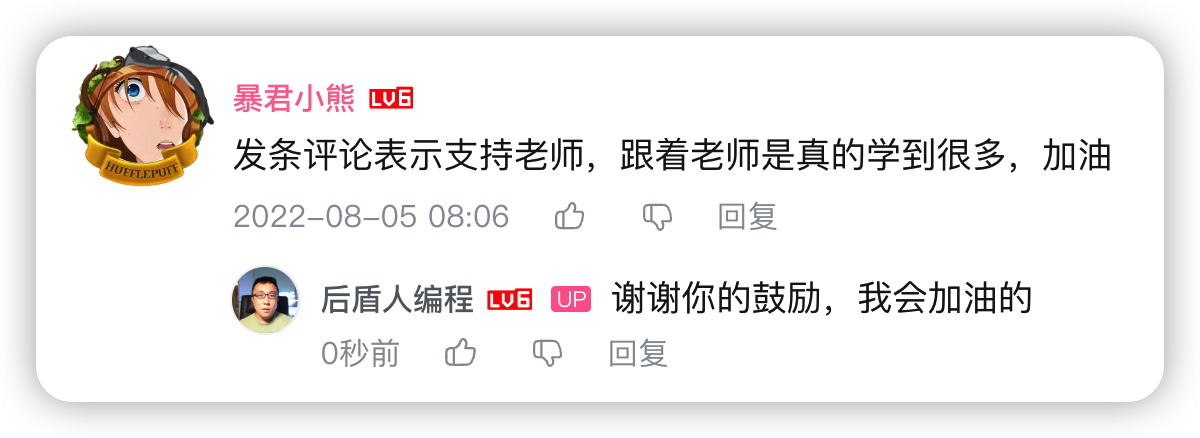 暴君小熊 LV6
发条评论表示支持老师，跟着老师是真的学到很多，加油
HUFFLEPUFF
2022-08-05 08:06 回复
后盾人编程 LV6 UP 谢谢你的鼓励，我会加油的
0秒前 回复